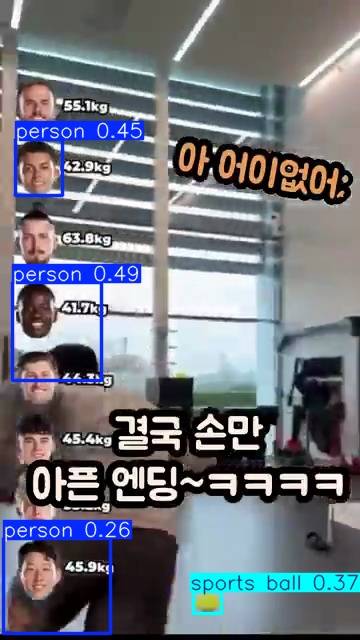 55.1kg
person 0.45
42.9kg
아 어이없어;
63.8kg
person 0.49
41.7kg
결국 손만
45.4kg
아픈 엔딩~ㅋㅋㅋㅋ
person 0.26
45.9kg
sports ball 0.37